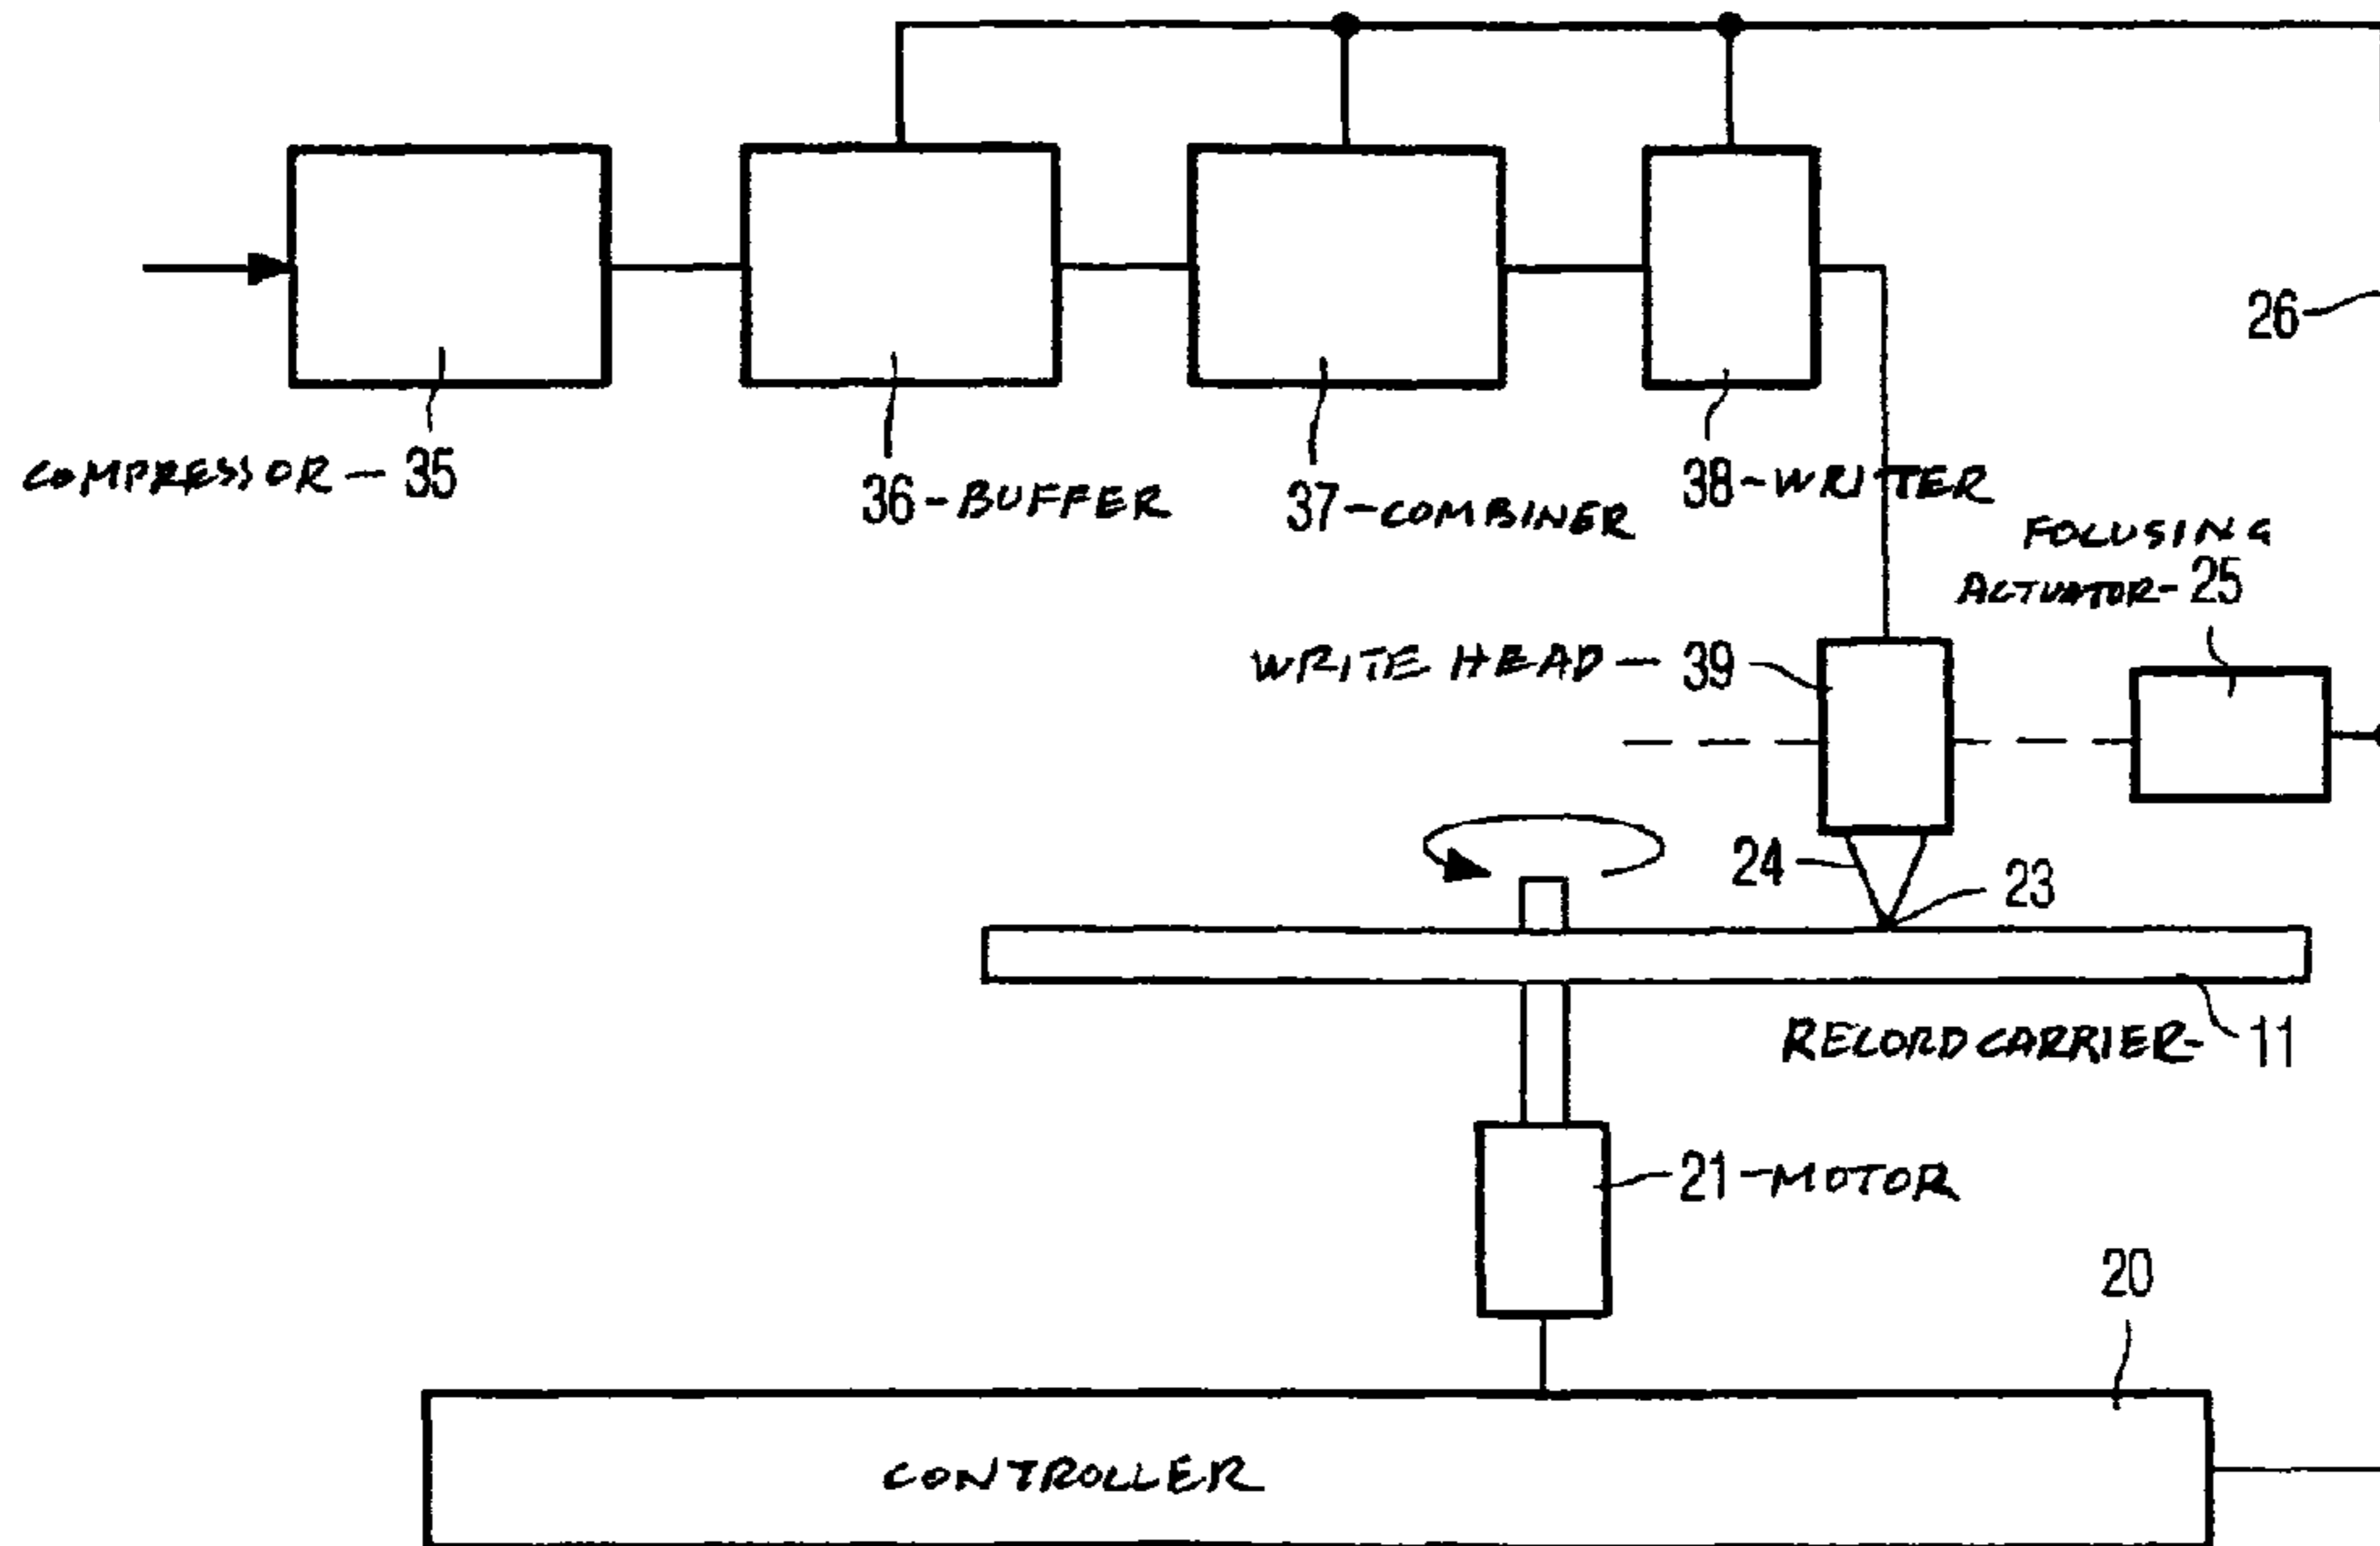 26
COMPRESSOR - 35
36 - BUFFER
37 - COMBINER
38 - WRITER
FOCUSING
ACTUATOR - 25
WRITE HEAD - 39
24
23
RECORD CARRIER - 11
21 - MOTOR
20
CONTROLLER